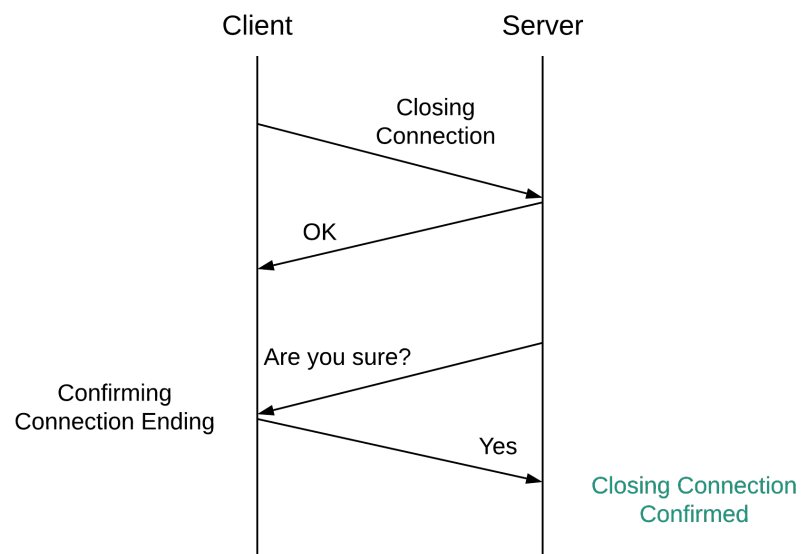 Client
Server
Closing
Connection
OK
Are you sure?
Confirming
Connection Ending
Yes
Closing Connection
Confirmed